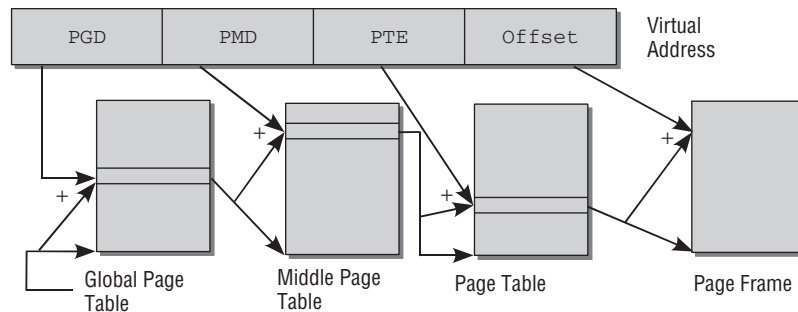 PGD PMD PTE Offset
Virtual
Address
+
+
+
+
Global Page
Table
Middle Page
Table
Page Table
Page Frame